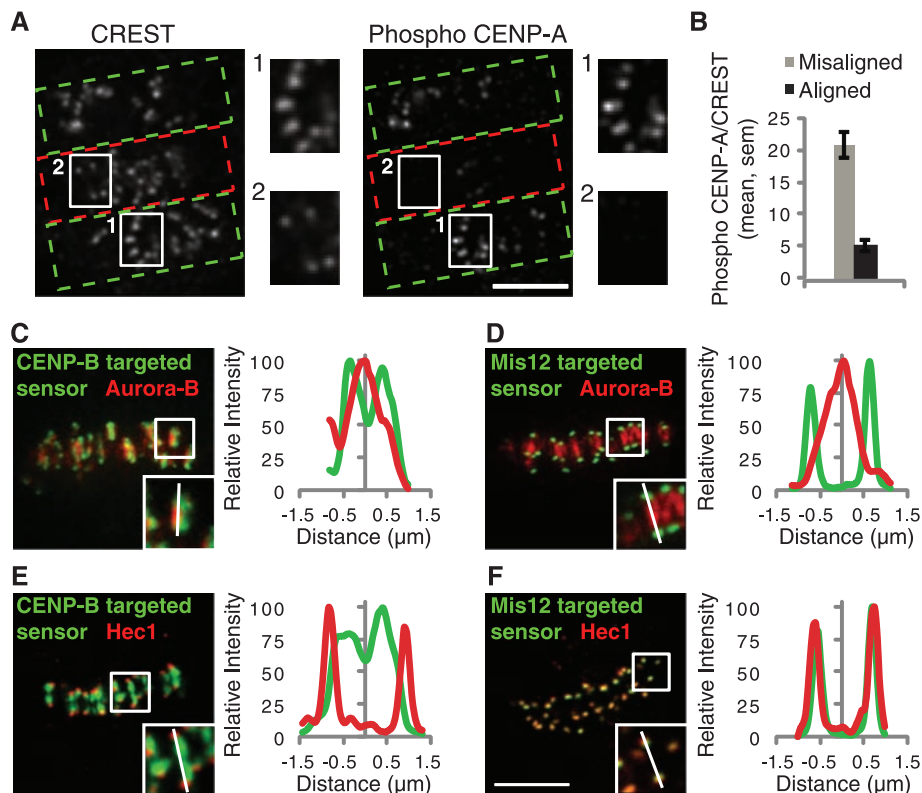 A
CREST
Phospho CENP-A
1
2
2
1
1
2
2
1
B
Misaligned
Aligned
Phospho CENP-A/CREST
(mean, sem)
25
20
15
10
5
0
C
CENP-B targeted
sensor Aurora-B
Relative Intensity
100
75
50
25
0
-1.5 -0.5 0.5 1.5
Distance (µm)
D
Mis12 targeted
sensor Aurora-B
Relative Intensity
100
75
50
25
0
-1.5 -0.5 0.5 1.5
Distance (µm)
E
CENP-B targeted
sensor Hec1
Relative Intensity
100
75
50
25
0
-1.5 -0.5 0.5 1.5
Distance (µm)
F
Mis12 targeted
sensor Hec1
Relative Intensity
100
75
50
25
0
-1.5 -0.5 0.5 1.5
Distance (µm)